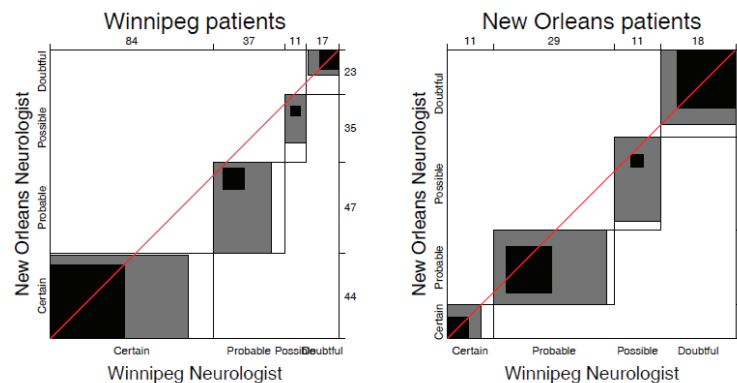 Winnipeg patients
84 37 11 17
New Orleans Neurologist
Doubtful
Possible
Probable
Certain
23
35
47
44
Certain Probable Possible Doubtful
Winnipeg Neurologist
New Orleans patients
11 29 11 18
New Orleans Neurologist
Doubtful
Possible
Probable
Certain
Certain Probable Possible Doubtful
Winnipeg Neurologist